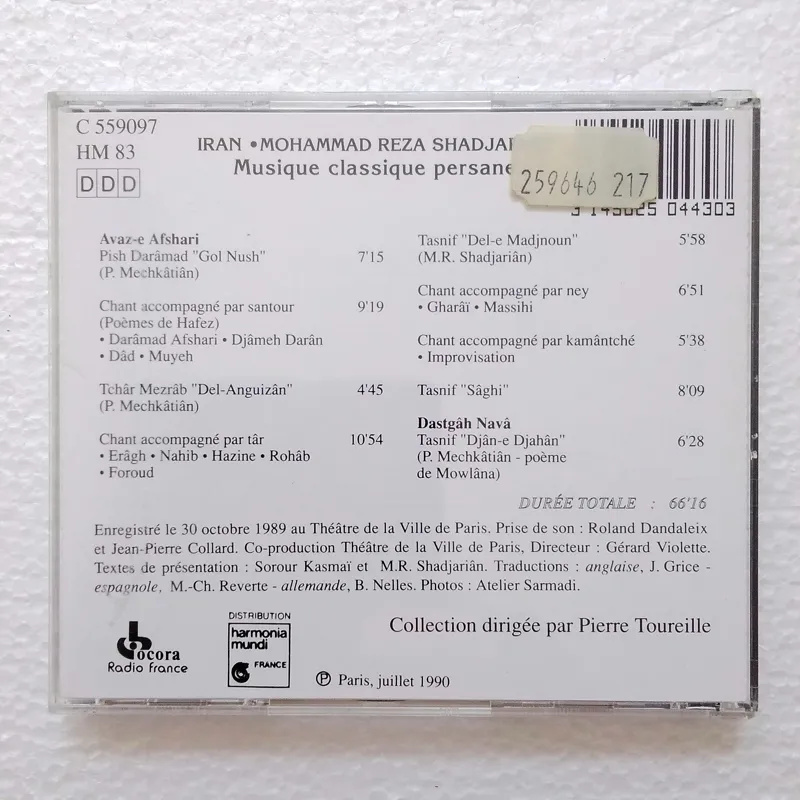 C 559097
HM 83
DDD
IRAN • MOHAMMAD REZA SHADJAR
Musique classique persane
259646 217
3 149025 044303
Avaz-e Afshari
Pish Darâmad "Gol Nush" 7'15
(P. Mechkâtiân)
Chant accompagné par santour 9'19
(Poèmes de Hafez)
• Darâmad Afshari • Djâmeh Darân
• Dâd • Muyeh
Tchâr Mezrâb "Del-Anguizân" 4'45
(P. Mechkâtiân)
Chant accompagné par târ 10'54
• Erâgh • Nahib • Hazine • Rohâb
• Foroud
Tasnif "Del-e Madjnoun" 5'58
(M.R. Shadjariân)
Chant accompagné par ney 6'51
• Gharâï • Massihi
Chant accompagné par kamântché 5'38
• Improvisation
Tasnif "Sâghi" 8'09
Dastgâh Navâ
Tasnif "Djân-e Djahân" 6'28
(P. Mechkâtiân - poème
de Mowlâna)
DURÉE TOTALE : 66'16
Enregistré le 30 octobre 1989 au Théâtre de la Ville de Paris. Prise de son : Roland Dandaleix
et Jean-Pierre Collard. Co-production Théâtre de la Ville de Paris, Directeur : Gérard Violette.
Textes de présentation : Sorour Kasmaï et M.R. Shadjariân. Traductions : anglaise, J. Grice -
espagnole, M.-Ch. Reverte - allemande, B. Nelles. Photos : Atelier Sarmadi.
ocora
Radio france
DISTRIBUTION
harmonia
mundi
FRANCE
Collection dirigée par Pierre Toureille
℗ Paris, juillet 1990